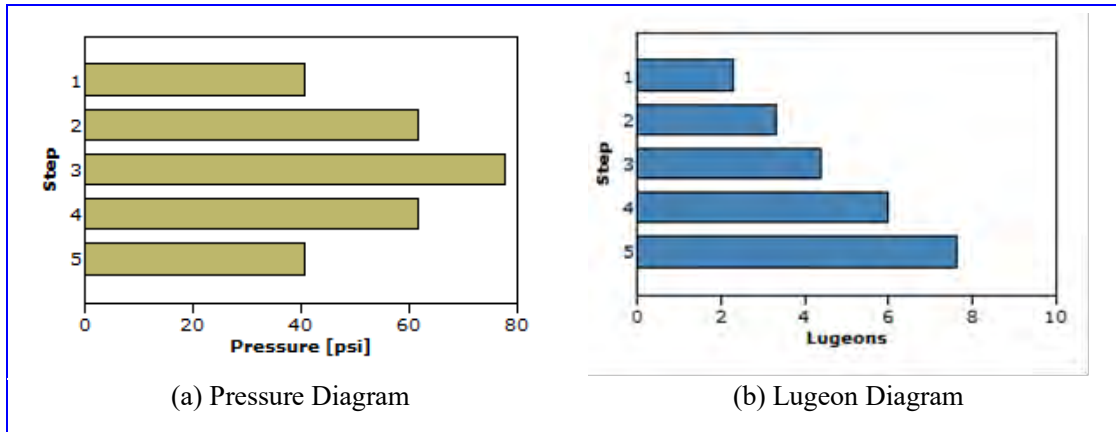 Step
1
2
3
4
5
0 20 40 60 80
Pressure [psi]
(a) Pressure Diagram
Step
1
2
3
4
5
0 2 4 6 8 10
Lugeons
(b) Lugeon Diagram